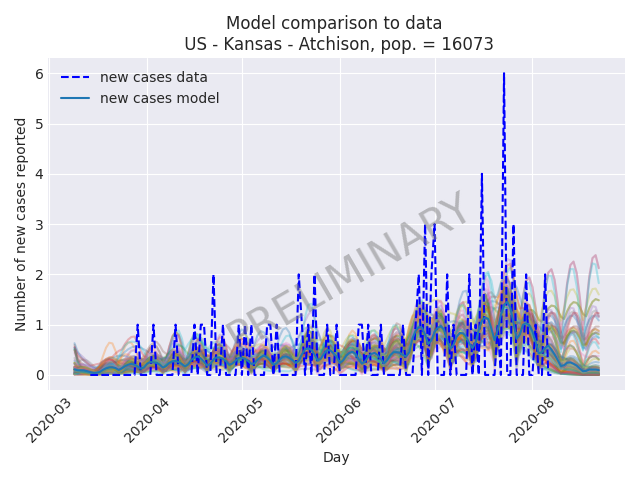 Model comparison to data
US - Kansas - Atchison, pop. = 16073
new cases data
new cases model
PRELIMINARY
Number of new cases reported
6
5
4
3
2
1
0
2020-03
2020-04
2020-05
2020-06
2020-07
2020-08
Day